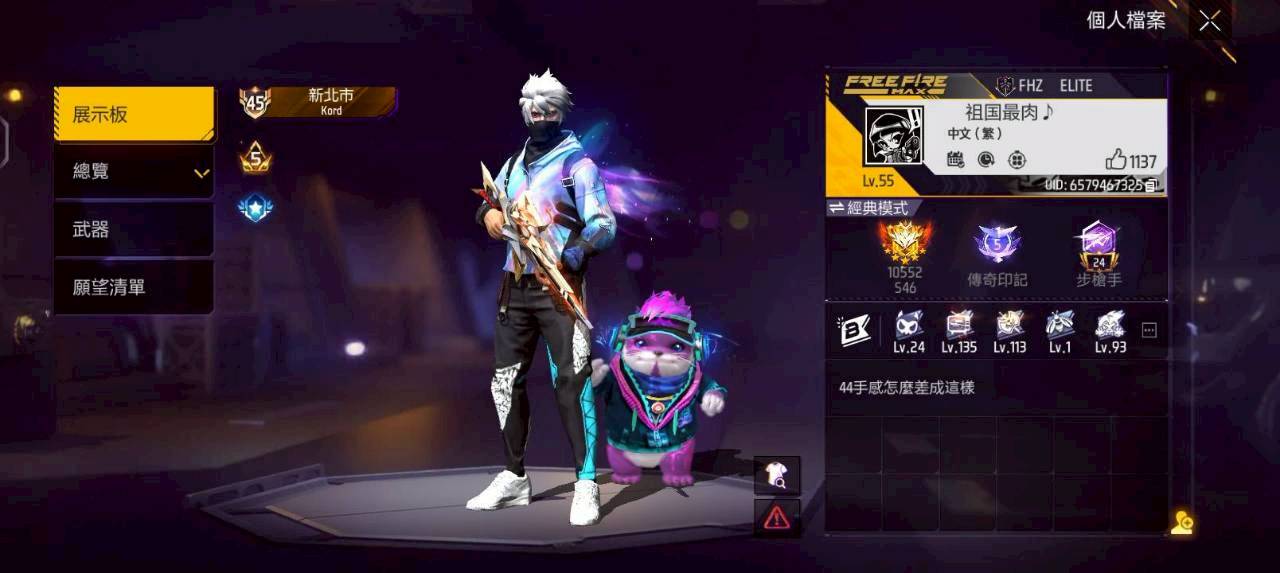 個人檔案
展示板
總覽
武器
願望清單
45
新北市
Kord
5
FREE FIRE
MAX
FHZ ELITE
祖国最肉♪
中文（繁）
1137
Lv.55
UID: 6579467325
經典模式
10552
546
5
傳奇印記
24
步槍手
B
Lv.24
Lv.135
Lv.113
Lv.1
Lv.93
44手感怎麼差成這樣